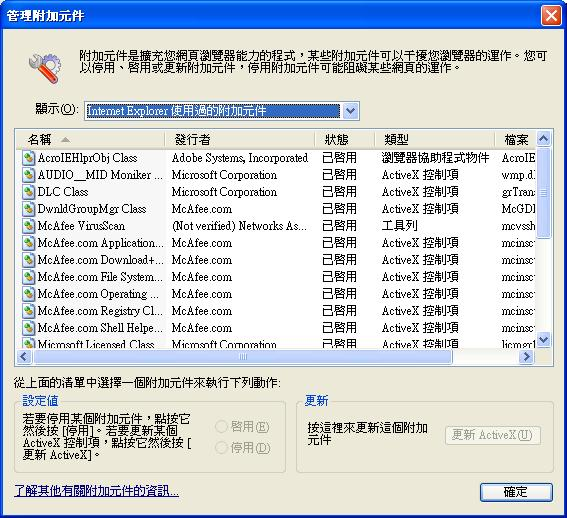 管理附加元件
附加元件是擴充您網頁瀏覽器能力的程式，某些附加元件可以干擾您瀏覽器的運作。您可
以停用、啓用或更新附加元件，停用附加元件可能阻礙某些網頁的運作。
顯示(O): Internet Explorer 使用過的附加元件
名稱 發行者 狀態 類型 檔案
AcroIEHlprObj Class Adobe Systems, Incorporated 已啓用 瀏覽器協助程式物件 AcroIE
AUDIO__MID Moniker ... Microsoft Corporation 已啓用 ActiveX 控制項 wmp.d
DLC Class Microsoft Corporation 已啓用 ActiveX 控制項 grTran
DwnldGroupMgr Class McAfee.com 已啓用 ActiveX 控制項 McGD
McAfee VirusScan (Not verified) Networks As... 已啓用 工具列 mcvssh
McAfee.com Application... McAfee.com 已啓用 ActiveX 控制項 mcins
McAfee.com Download+... McAfee.com 已啓用 ActiveX 控制項 mcins
McAfee.com File System... McAfee.com 已啓用 ActiveX 控制項 mcins
McAfee.com Operating ... McAfee.com 已啓用 ActiveX 控制項 mcins
McAfee.com Registry Cl... McAfee.com 已啓用 ActiveX 控制項 mcins
McAfee.com Shell Helpe... McAfee.com 已啓用 ActiveX 控制項 mcins
Microsoft Licensed Class Microsoft Corporation 已啓用 ActiveX 控制項
從上面的清單中選擇一個附加元件來執行下列動作:
設定值
若要停用某個附加元件，點按它
然後按 [停用]。若要更新某個
ActiveX 控制項，點按它然後按 [
更新 ActiveX]。
啓用(E)
停用(D)
更新
按這裡來更新這個附加
元件
更新 ActiveX(U)
了解其他有關附加元件的資訊...
確定